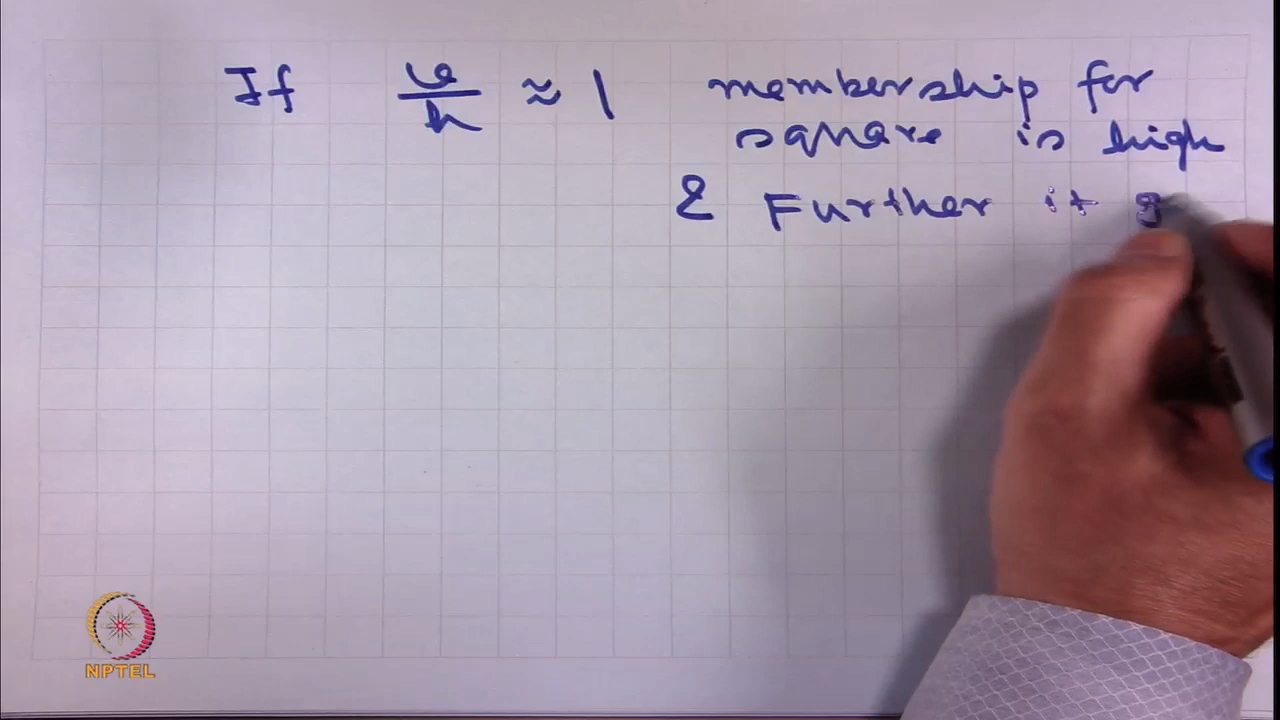 If v/h ≈ 1 membership for
square is high
& Further it
NPTEL